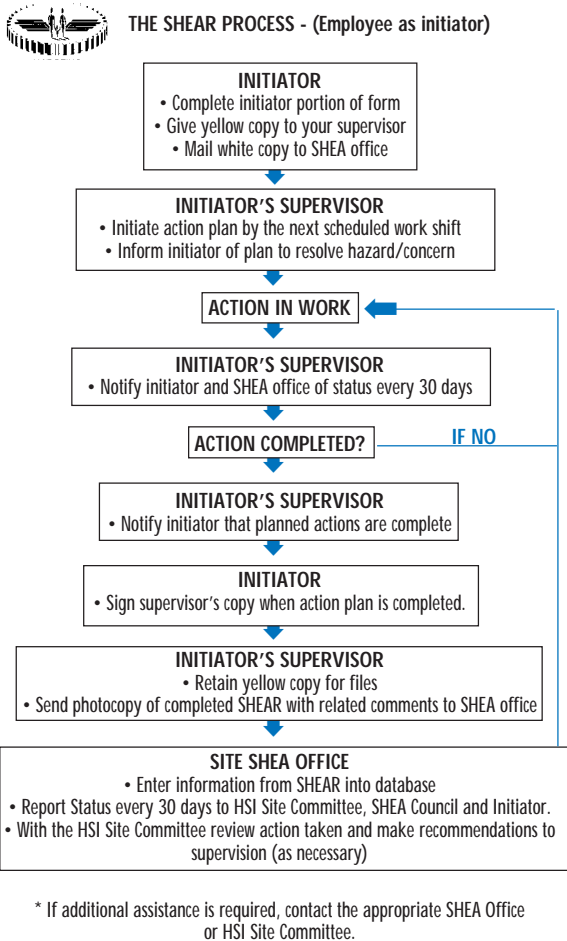 THE SHEAR PROCESS - (Employee as initiator)
INITIATOR
• Complete initiator portion of form
• Give yellow copy to your supervisor
• Mail white copy to SHEA office
INITIATOR'S SUPERVISOR
• Initiate action plan by the next scheduled work shift
• Inform initiator of plan to resolve hazard/concern
ACTION IN WORK
INITIATOR'S SUPERVISOR
• Notify initiator and SHEA office of status every 30 days
ACTION COMPLETED?
IF NO
INITIATOR'S SUPERVISOR
• Notify initiator that planned actions are complete
INITIATOR
• Sign supervisor's copy when action plan is completed.
INITIATOR'S SUPERVISOR
• Retain yellow copy for files
• Send photocopy of completed SHEAR with related comments to SHEA office
SITE SHEA OFFICE
• Enter information from SHEAR into database
• Report Status every 30 days to HSI Site Committee, SHEA Council and Initiator.
• With the HSI Site Committee review action taken and make recommendations to
supervision (as necessary)
* If additional assistance is required, contact the appropriate SHEA Office
or HSI Site Committee.